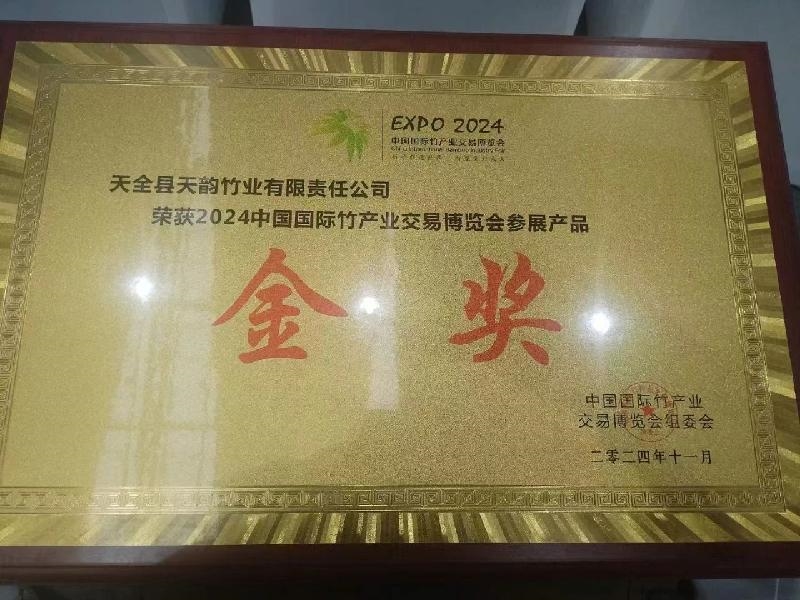 EXPO 2024
中国国际竹产业交易博览会
天全县天韵竹业有限责任公司
荣获2024中国国际竹产业交易博览会参展产品
金奖
中国国际竹产业
交易博览会组委会
二零二四年十一月